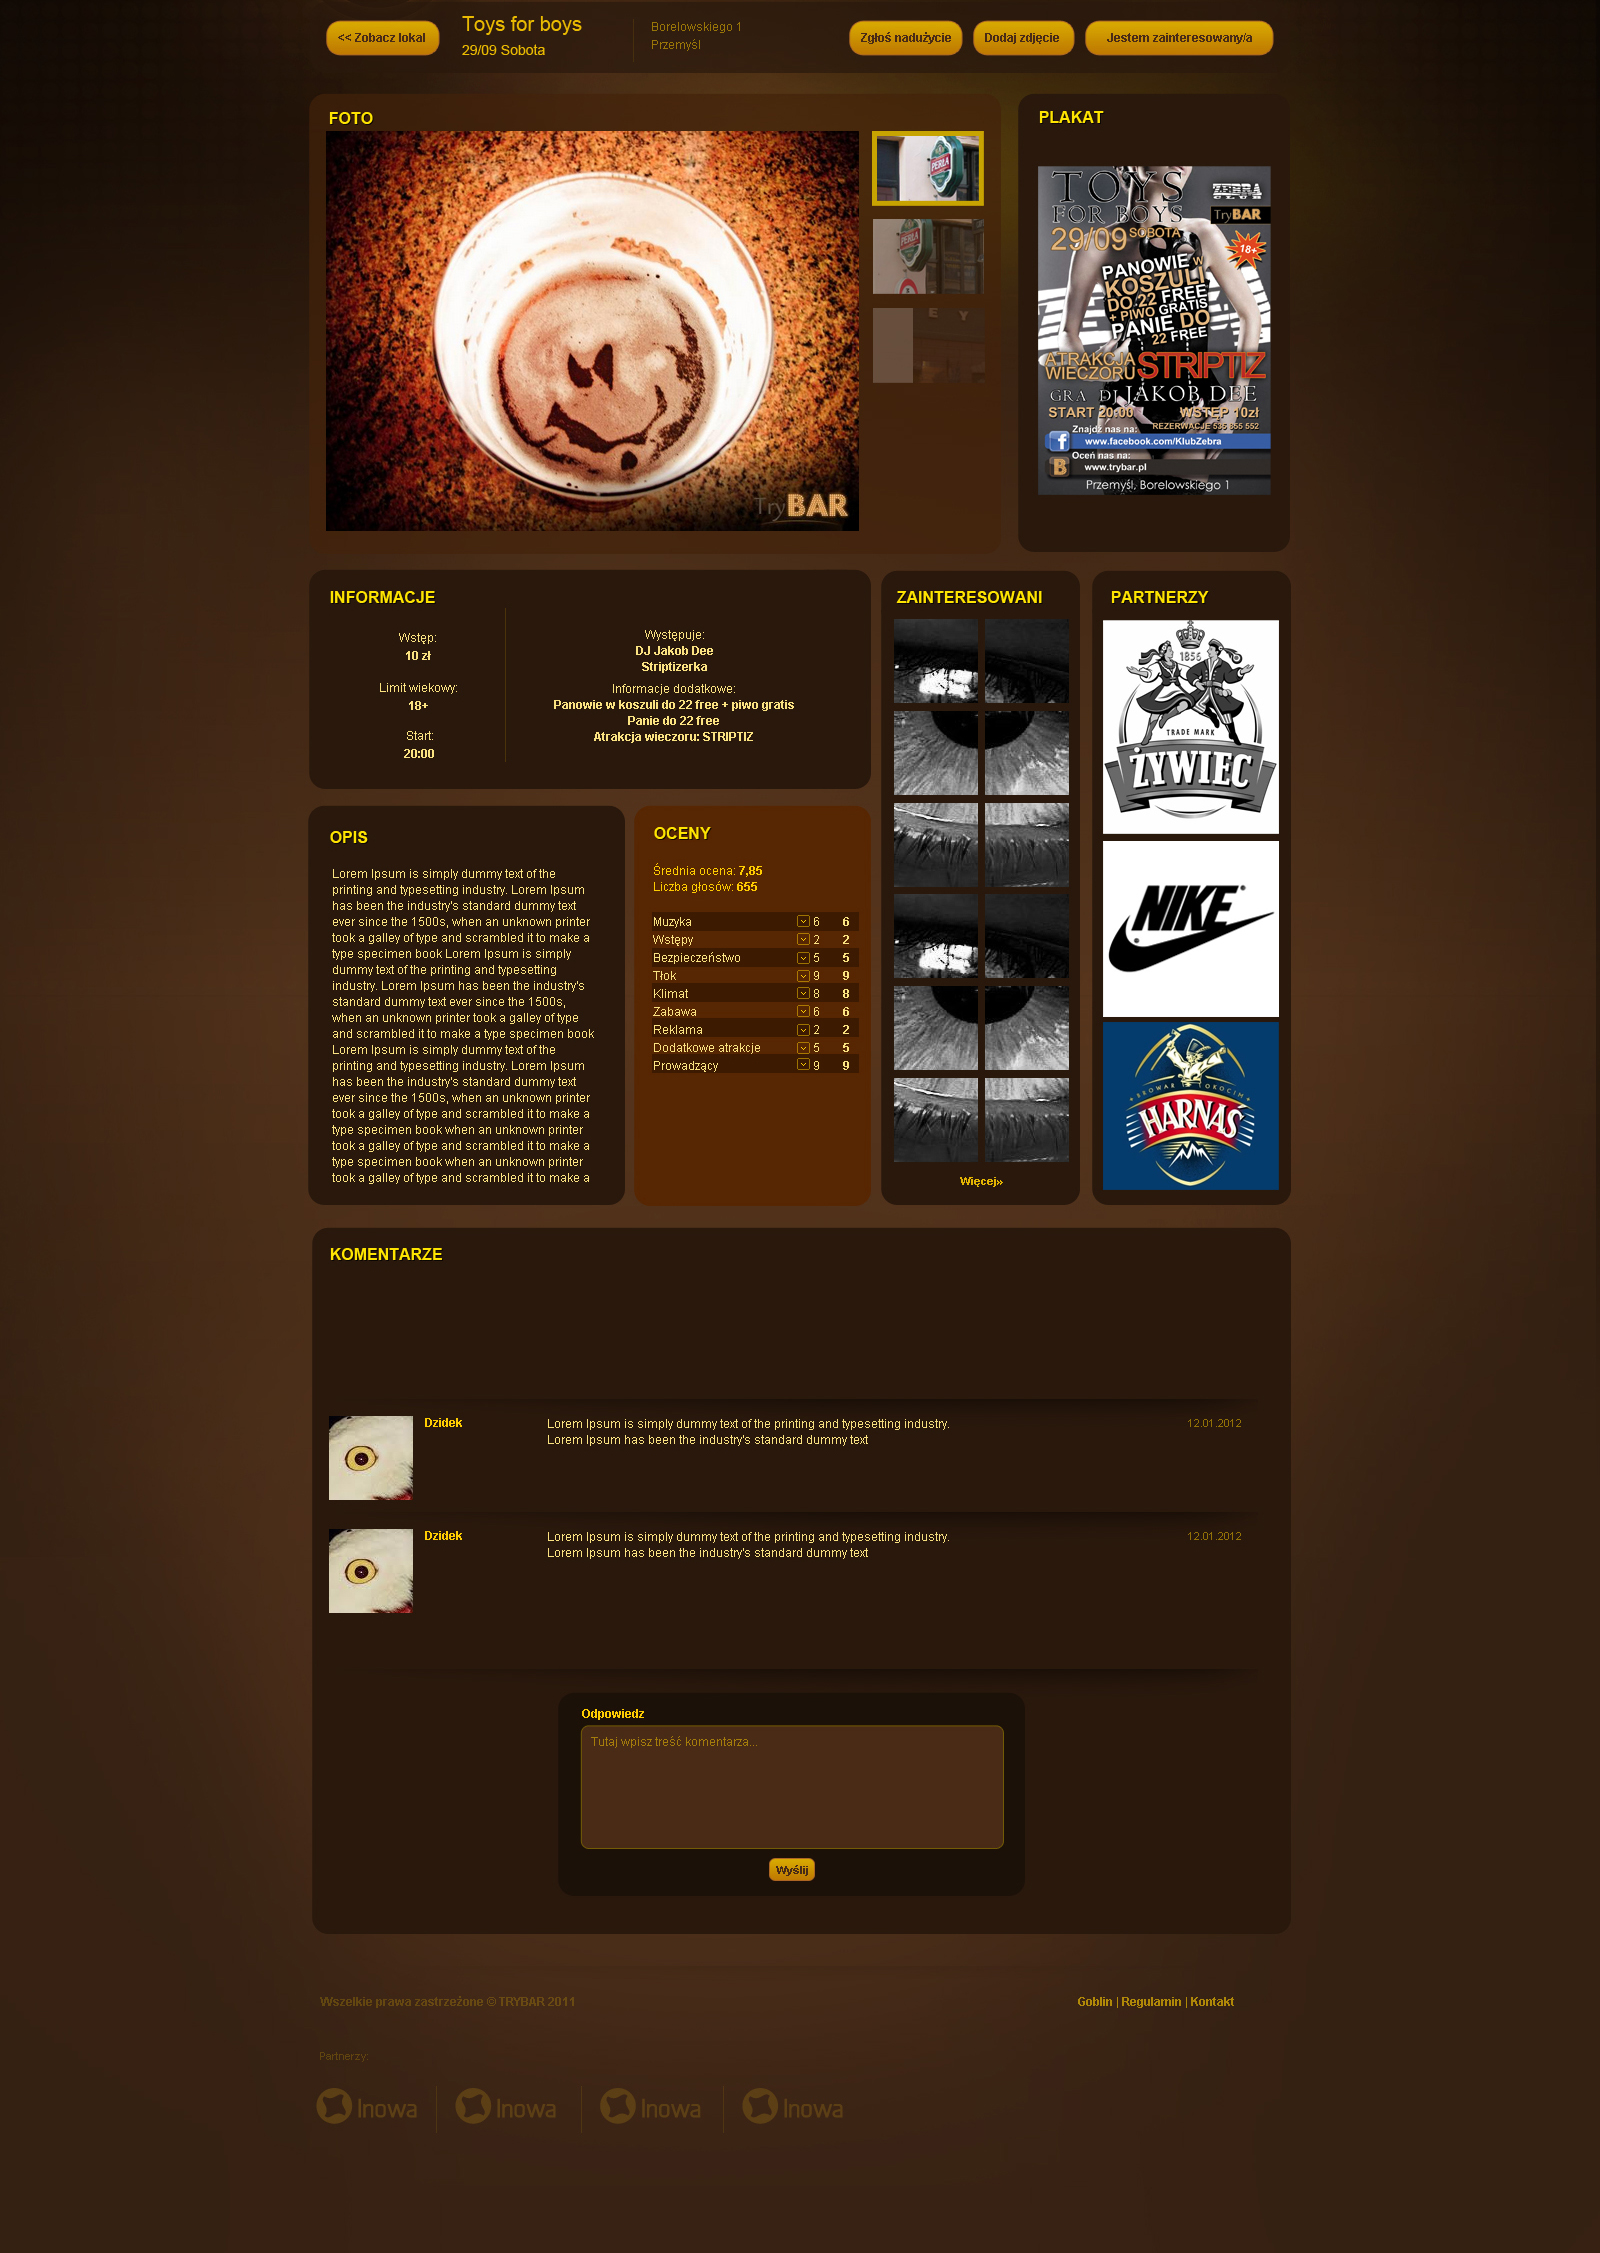 << Zobacz lokal
Toys for boys
29/09 Sobota
Borelowskiego 1
Przemyśl
Zgłoś nadużycie
Dodaj zdjęcie
Jestem zainteresowany/a
FOTO
TryBAR
PERŁA
PERŁA
E Y
PLAKAT
TOYS
FOR BOYS
29/09 SOBOTA
ZEBRA
CLUB
TryBAR
18+
PANOWIE W
KOSZULI
DO 22 FREE
+ PIWO GRATIS
PANIE DO
22 FREE
ATRAKCJA
WIECZORU STRIPTIZ
GRA DJ JAKOB DEE
START 20:00 WSTĘP 10zł
REZERWACJE 535 855 552
Znajdź nas na:
www.facebook.com/KlubZebra
Oceń nas na:
www.trybar.pl
Przemyśl, Borelowskiego 1
INFORMACJE
Wstęp:
10 zł
Limit wiekowy:
18+
Start:
20:00
Występuje:
DJ Jakob Dee
Striptizerka
Informacje dodatkowe:
Panowie w koszuli do 22 free + piwo gratis
Panie do 22 free
Atrakcja wieczoru: STRIPTIZ
OPIS
Lorem Ipsum is simply dummy text of the
printing and typesetting industry. Lorem Ipsum
has been the industry's standard dummy text
ever since the 1500s, when an unknown printer
took a galley of type and scrambled it to make a
type specimen book Lorem Ipsum is simply
dummy text of the printing and typesetting
industry. Lorem Ipsum has been the industry's
standard dummy text ever since the 1500s,
when an unknown printer took a galley of type
and scrambled it to make a type specimen book
Lorem Ipsum is simply dummy text of the
printing and typesetting industry. Lorem Ipsum
has been the industry's standard dummy text
ever since the 1500s, when an unknown printer
took a galley of type and scrambled it to make a
type specimen book when an unknown printer
took a galley of type and scrambled it to make a
type specimen book when an unknown printer
took a galley of type and scrambled it to make a
OCENY
Średnia ocena: 7,85
Liczba głosów: 655
Muzyka 6 6
Wstępy 2 2
Bezpieczeństwo 5 5
Tłok 9 9
Klimat 8 8
Zabawa 6 6
Reklama 2 2
Dodatkowe atrakcje 5 5
Prowadzący 9 9
ZAINTERESOWANI
Więcej»
PARTNERZY
1856
TRADE MARK
ŻYWIEC
NIKE
BROWAR OKOCIM
HARNAŚ
KOMENTARZE
Dzidek
Lorem Ipsum is simply dummy text of the printing and typesetting industry.
Lorem Ipsum has been the industry's standard dummy text
12.01.2012
Dzidek
Lorem Ipsum is simply dummy text of the printing and typesetting industry.
Lorem Ipsum has been the industry's standard dummy text
12.01.2012
Odpowiedz
Tutaj wpisz treść komentarza...
Wyślij
Wszelkie prawa zastrzeżone © TRYBAR 2011
Goblin | Regulamin | Kontakt
Partnerzy:
Inowa
Inowa
Inowa
Inowa